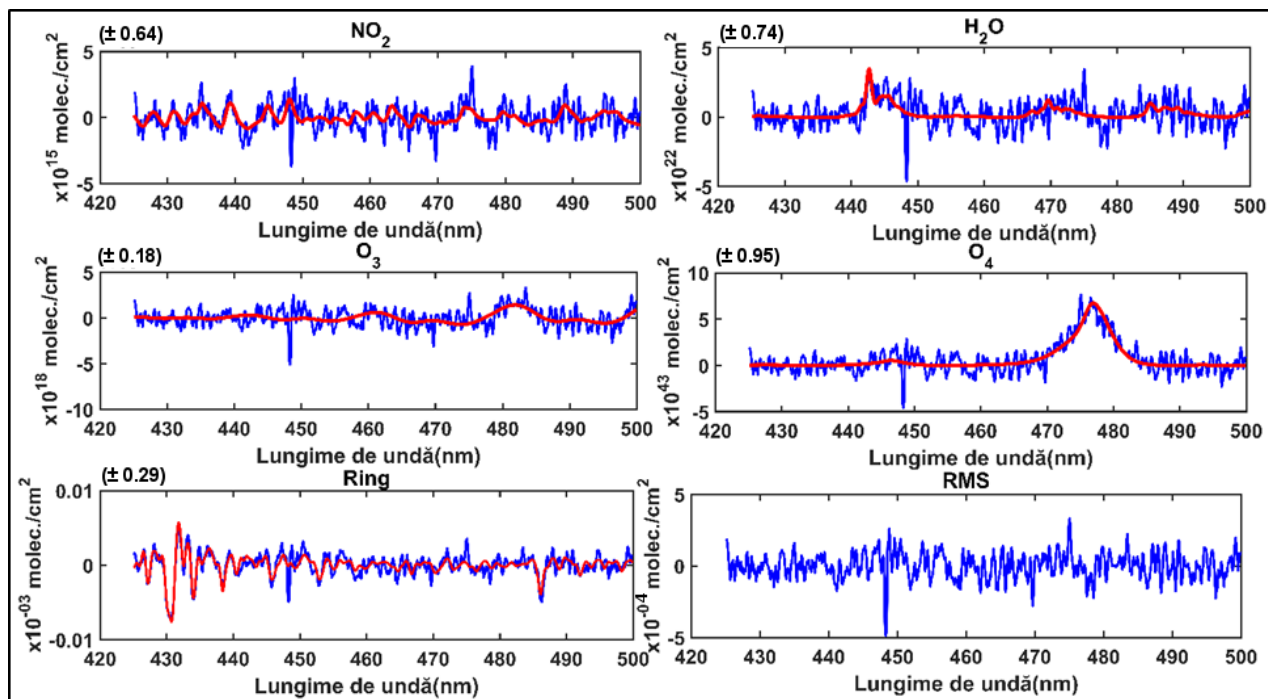 (± 0.64)
NO2
x10^15 molec./cm^2
5
0
-5
420 430 440 450 460 470 480 490 500
Lungime de undă(nm)
(± 0.74)
H2O
x10^22 molec./cm^2
5
0
-5
420 430 440 450 460 470 480 490 500
Lungime de undă(nm)
(± 0.18)
O3
x10^18 molec./cm^2
5
0
-5
-10
420 430 440 450 460 470 480 490 500
Lungime de undă(nm)
(± 0.95)
O4
x10^43 molec./cm^2
10
5
0
-5
420 430 440 450 460 470 480 490 500
Lungime de undă(nm)
(± 0.29)
Ring
x10^-03 molec./cm^2
0.01
0
-0.01
420 430 440 450 460 470 480 490 500
Lungime de undă(nm)
RMS
x10^-04 molec./cm^2
5
0
-5
420 430 440 450 460 470 480 490 500
Lungime de undă(nm)